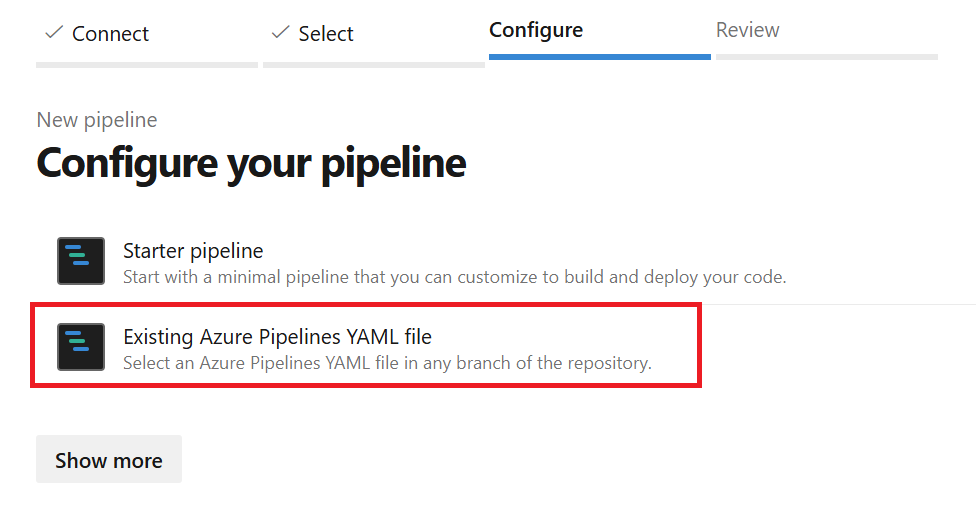 Connect
Select
Configure
Review
New pipeline
Configure your pipeline
Starter pipeline
Start with a minimal pipeline that you can customize to build and deploy your code.
Existing Azure Pipelines YAML file
Select an Azure Pipelines YAML file in any branch of the repository.
Show more